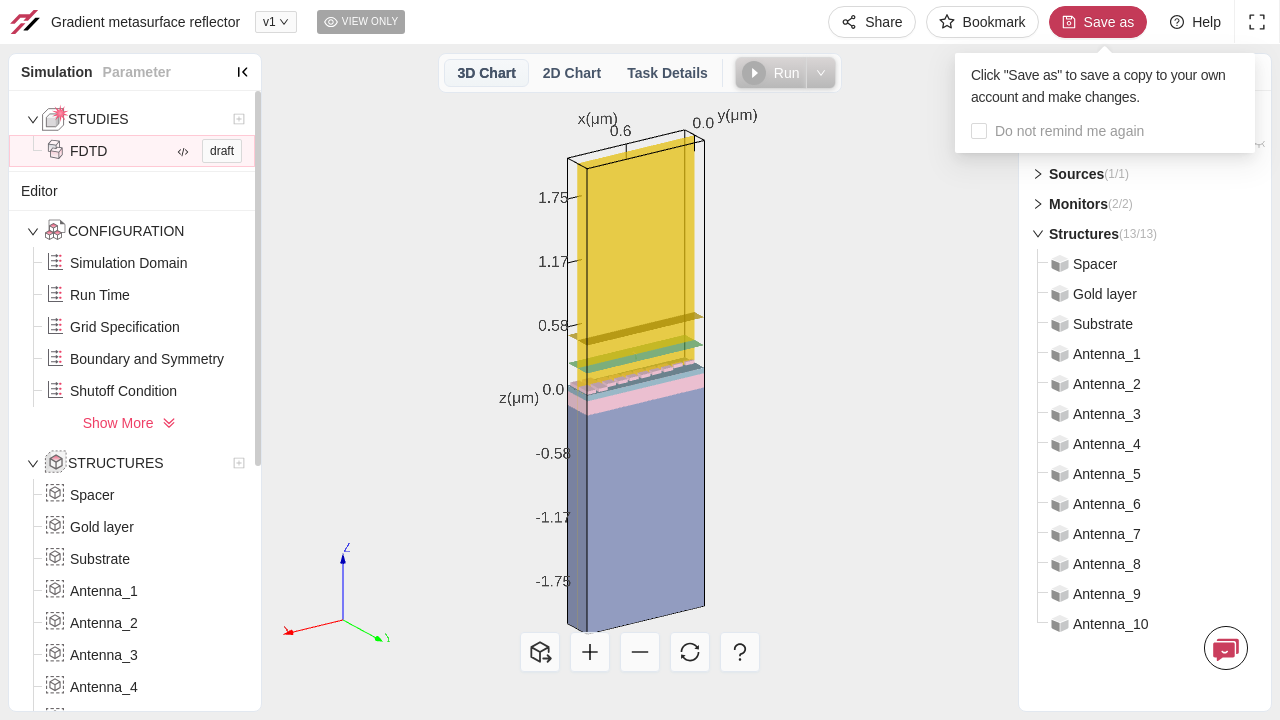 Gradient metasurface reflector
v1
VIEW ONLY
Share
Bookmark
Save as
Help
Click "Save as" to save a copy to your own
account and make changes.
Do not remind me again
Simulation
Parameter
STUDIES
FDTD
draft
Editor
CONFIGURATION
Simulation Domain
Run Time
Grid Specification
Boundary and Symmetry
Shutoff Condition
Show More
STRUCTURES
Spacer
Gold layer
Substrate
Antenna_1
Antenna_2
Antenna_3
Antenna_4
3D Chart
2D Chart
Task Details
Run
x(μm)
0.6
0.0
y(μm)
1.75
1.17
0.58
0.0
z(μm)
-0.58
-1.17
-1.75
Z
X
Y
Sources(1/1)
Monitors(2/2)
Structures(13/13)
Spacer
Gold layer
Substrate
Antenna_1
Antenna_2
Antenna_3
Antenna_4
Antenna_5
Antenna_6
Antenna_7
Antenna_8
Antenna_9
Antenna_10